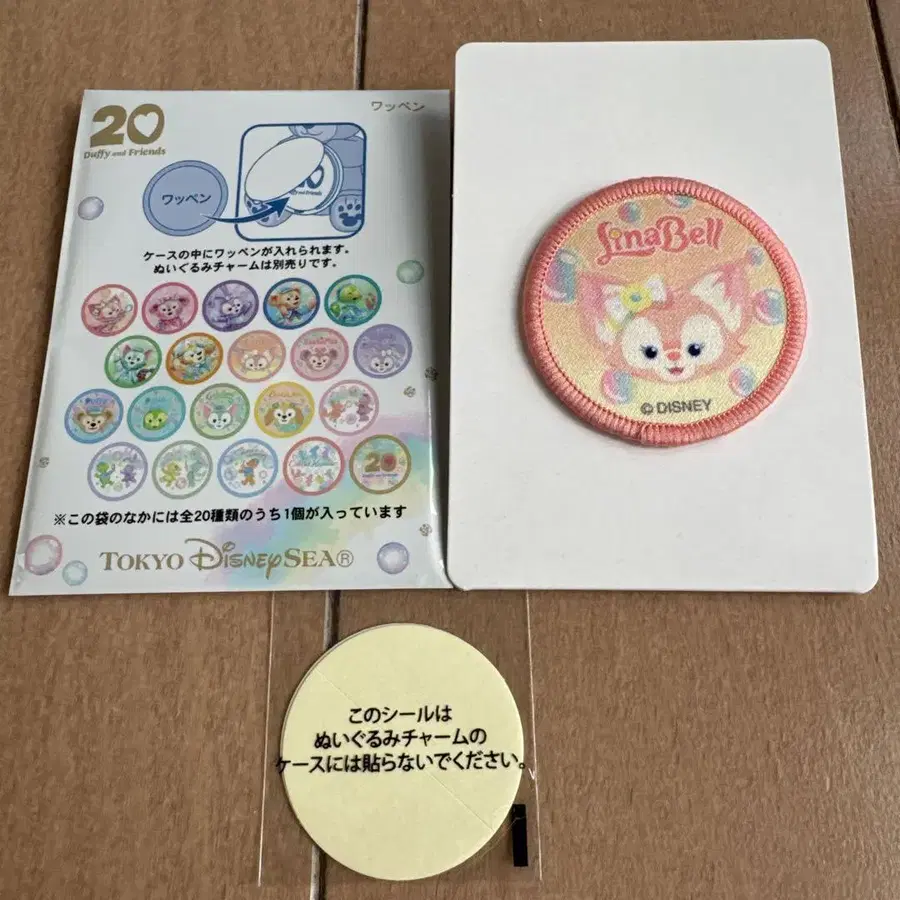 20
Duffy and Friends
ワッペン
ワッペン
20
Duffy and Friends
ケースの中にワッペンが入れられます。
ぬいぐるみチャームは別売りです。
20
※この袋のなかには全20種類のうち1個が入っています
TOKYO DISNEYSEA®
LinaBell
© DISNEY
このシールは
ぬいぐるみチャームの
ケースには貼らないでください。